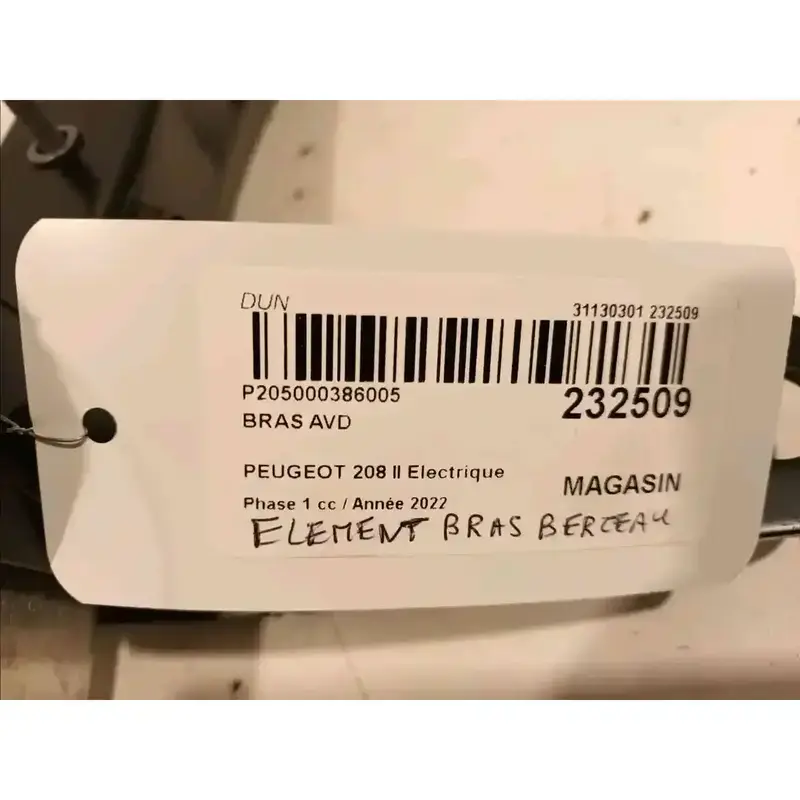 DUN
31130301 232509
P205000386005
232509
BRAS AVD
PEUGEOT 208 II Electrique
MAGASIN
Phase 1 cc / Année 2022
ELEMENT BRAS BERCEAU